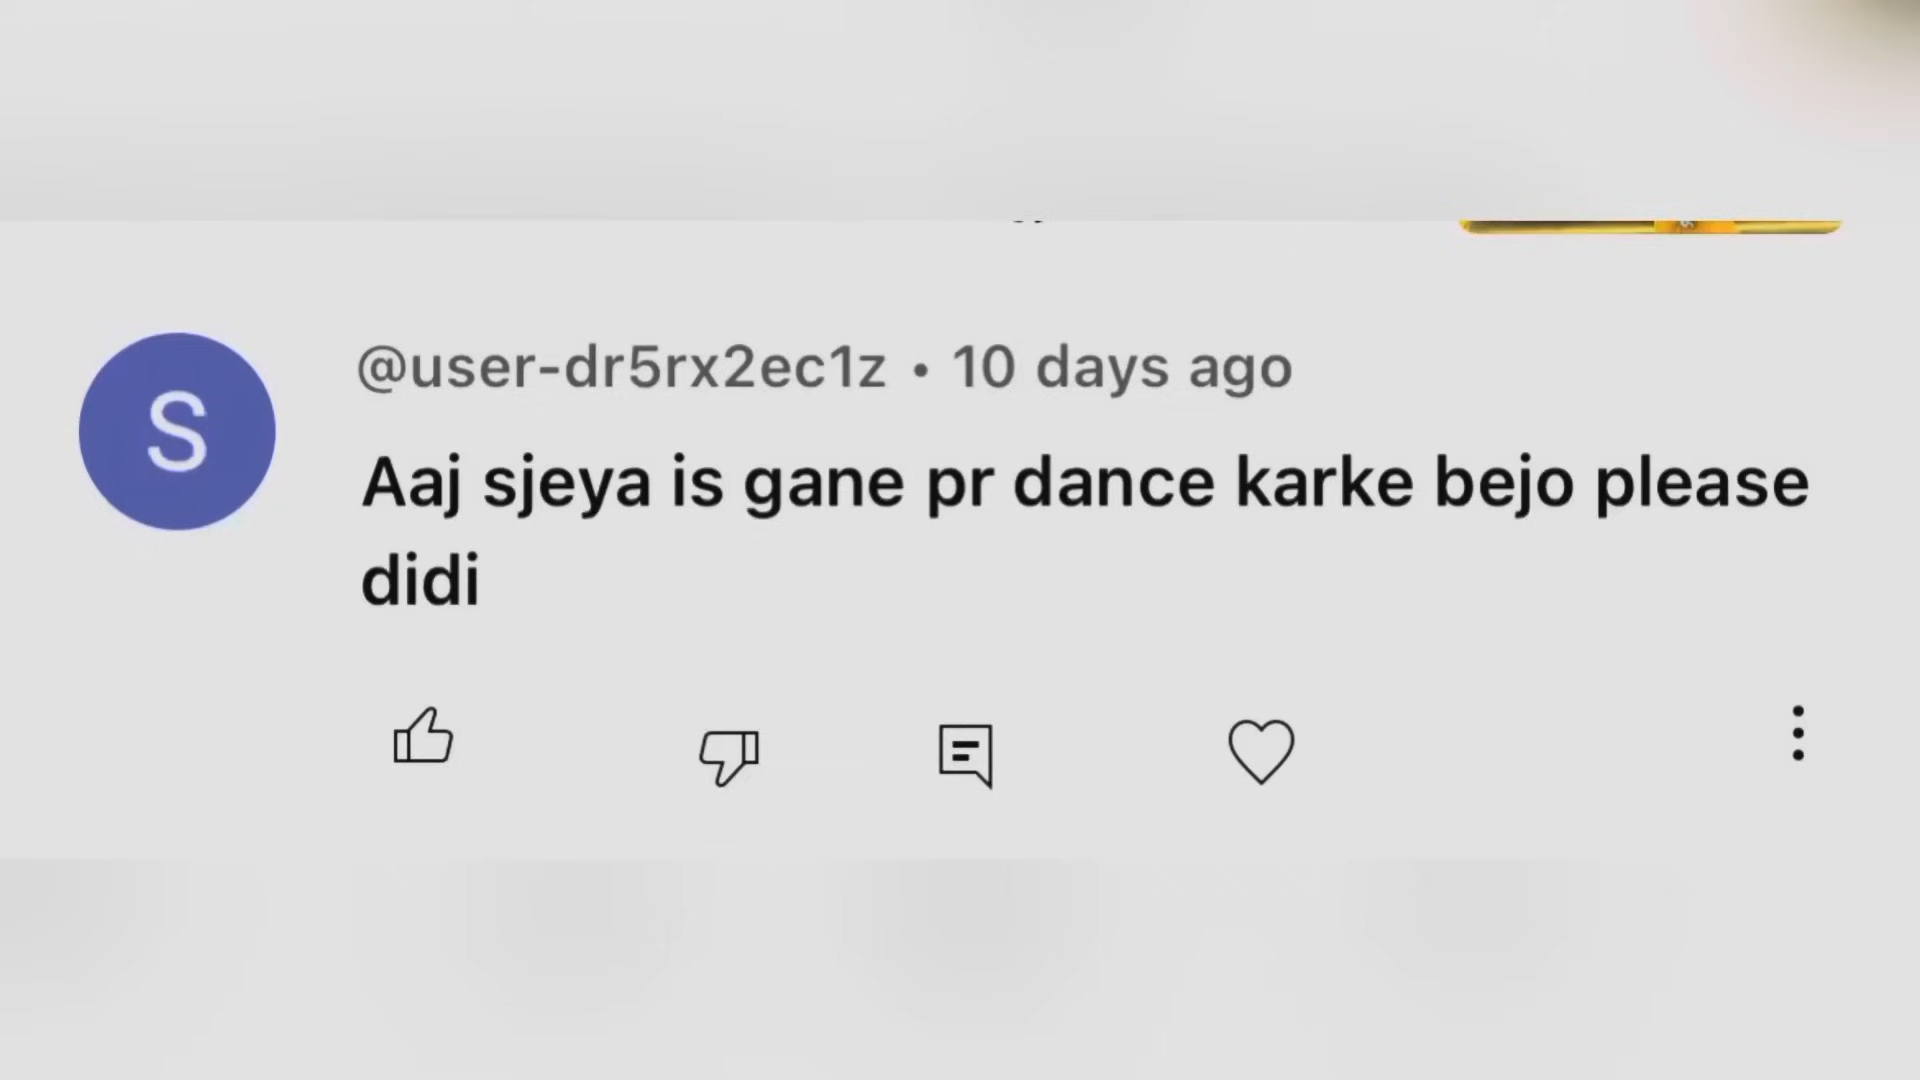 S
@user-dr5rx2ec1z • 10 days ago
Aaj sjeya is gane pr dance karke bejo please
didi